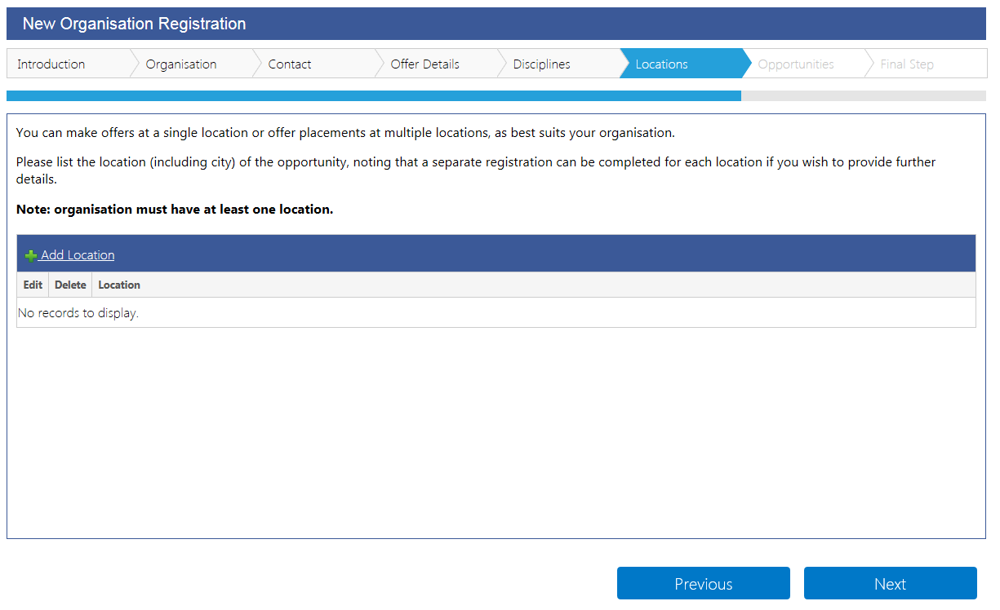 New Organisation Registration
Introduction Organisation Contact Offer Details Disciplines Locations Opportunities Final Step
You can make offers at a single location or offer placements at multiple locations, as best suits your organisation.
Please list the location (including city) of the opportunity, noting that a separate registration can be completed for each location if you wish to provide further
details.
Note: organisation must have at least one location.
Add Location
Edit Delete Location
No records to display.
Previous Next